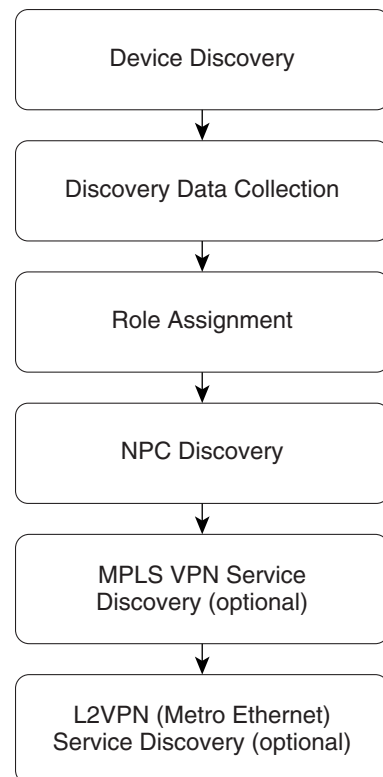 Device Discovery
Discovery Data Collection
Role Assignment
NPC Discovery
MPLS VPN Service
Discovery (optional)
L2VPN (Metro Ethernet)
Service Discovery (optional)